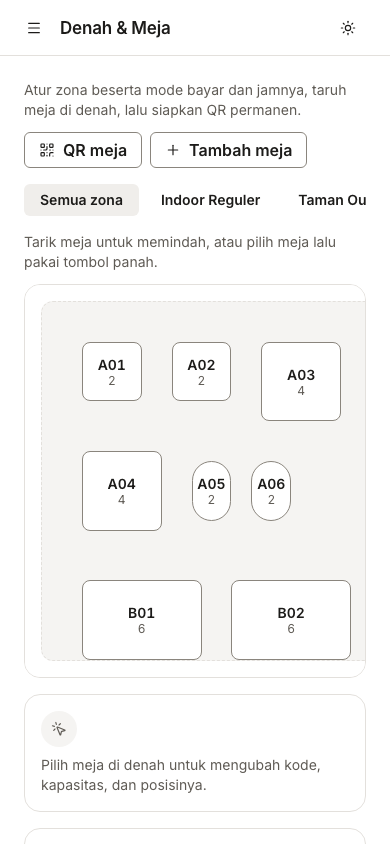 Denah & Meja
Atur zona beserta mode bayar dan jamnya, taruh
meja di denah, lalu siapkan QR permanen.
QR meja
Tambah meja
Semua zona
Indoor Reguler
Taman Ou
Tarik meja untuk memindah, atau pilih meja lalu
pakai tombol panah.
A01
2
A02
2
A03
4
A04
4
A05
2
A06
2
B01
6
B02
6
Pilih meja di denah untuk mengubah kode,
kapasitas, dan posisinya.